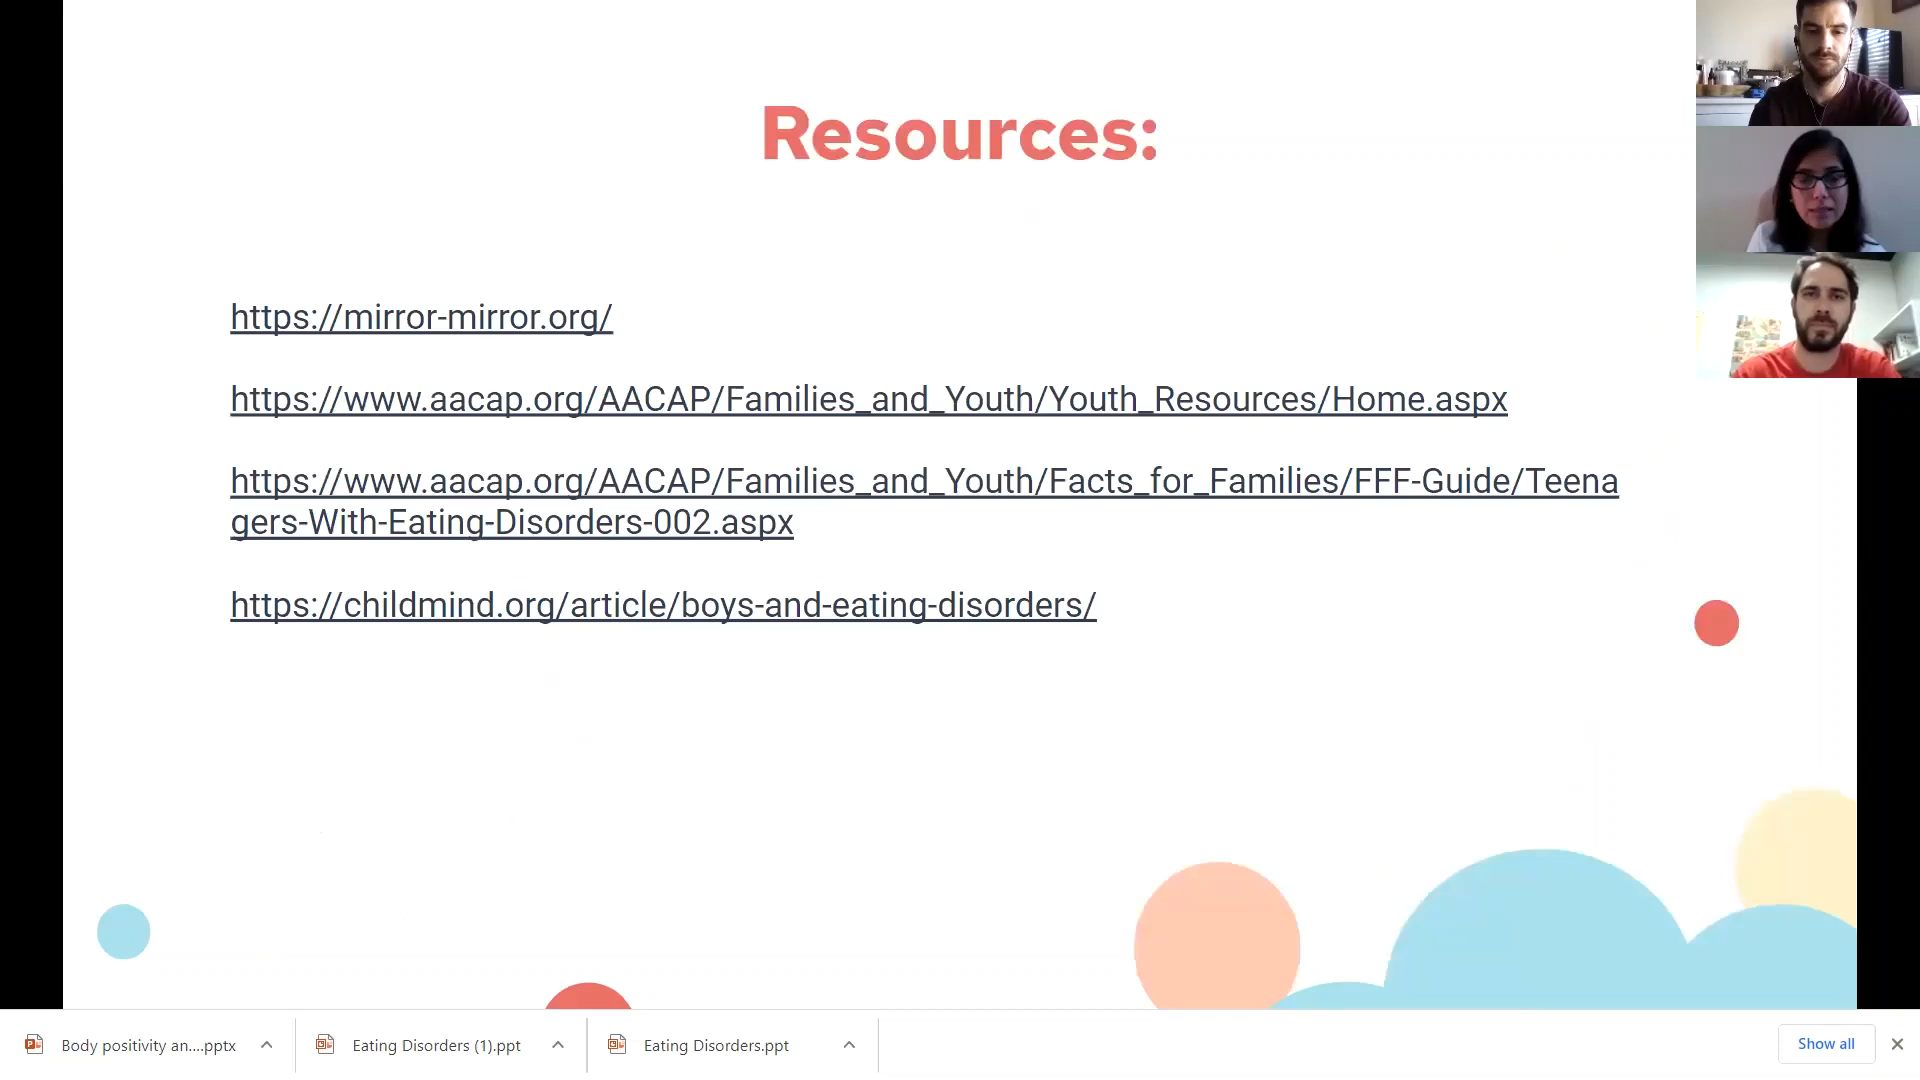 Resources:
https://mirror-mirror.org/
https://www.aacap.org/AACAP/Families_and_Youth/Youth_Resources/Home.aspx
https://www.aacap.org/AACAP/Families_and_Youth/Facts_for_Families/FFF-Guide/Teena
gers-With-Eating-Disorders-002.aspx
https://childmind.org/article/boys-and-eating-disorders/
Body positivity an....pptx
Eating Disorders (1).ppt
Eating Disorders.ppt
Show all